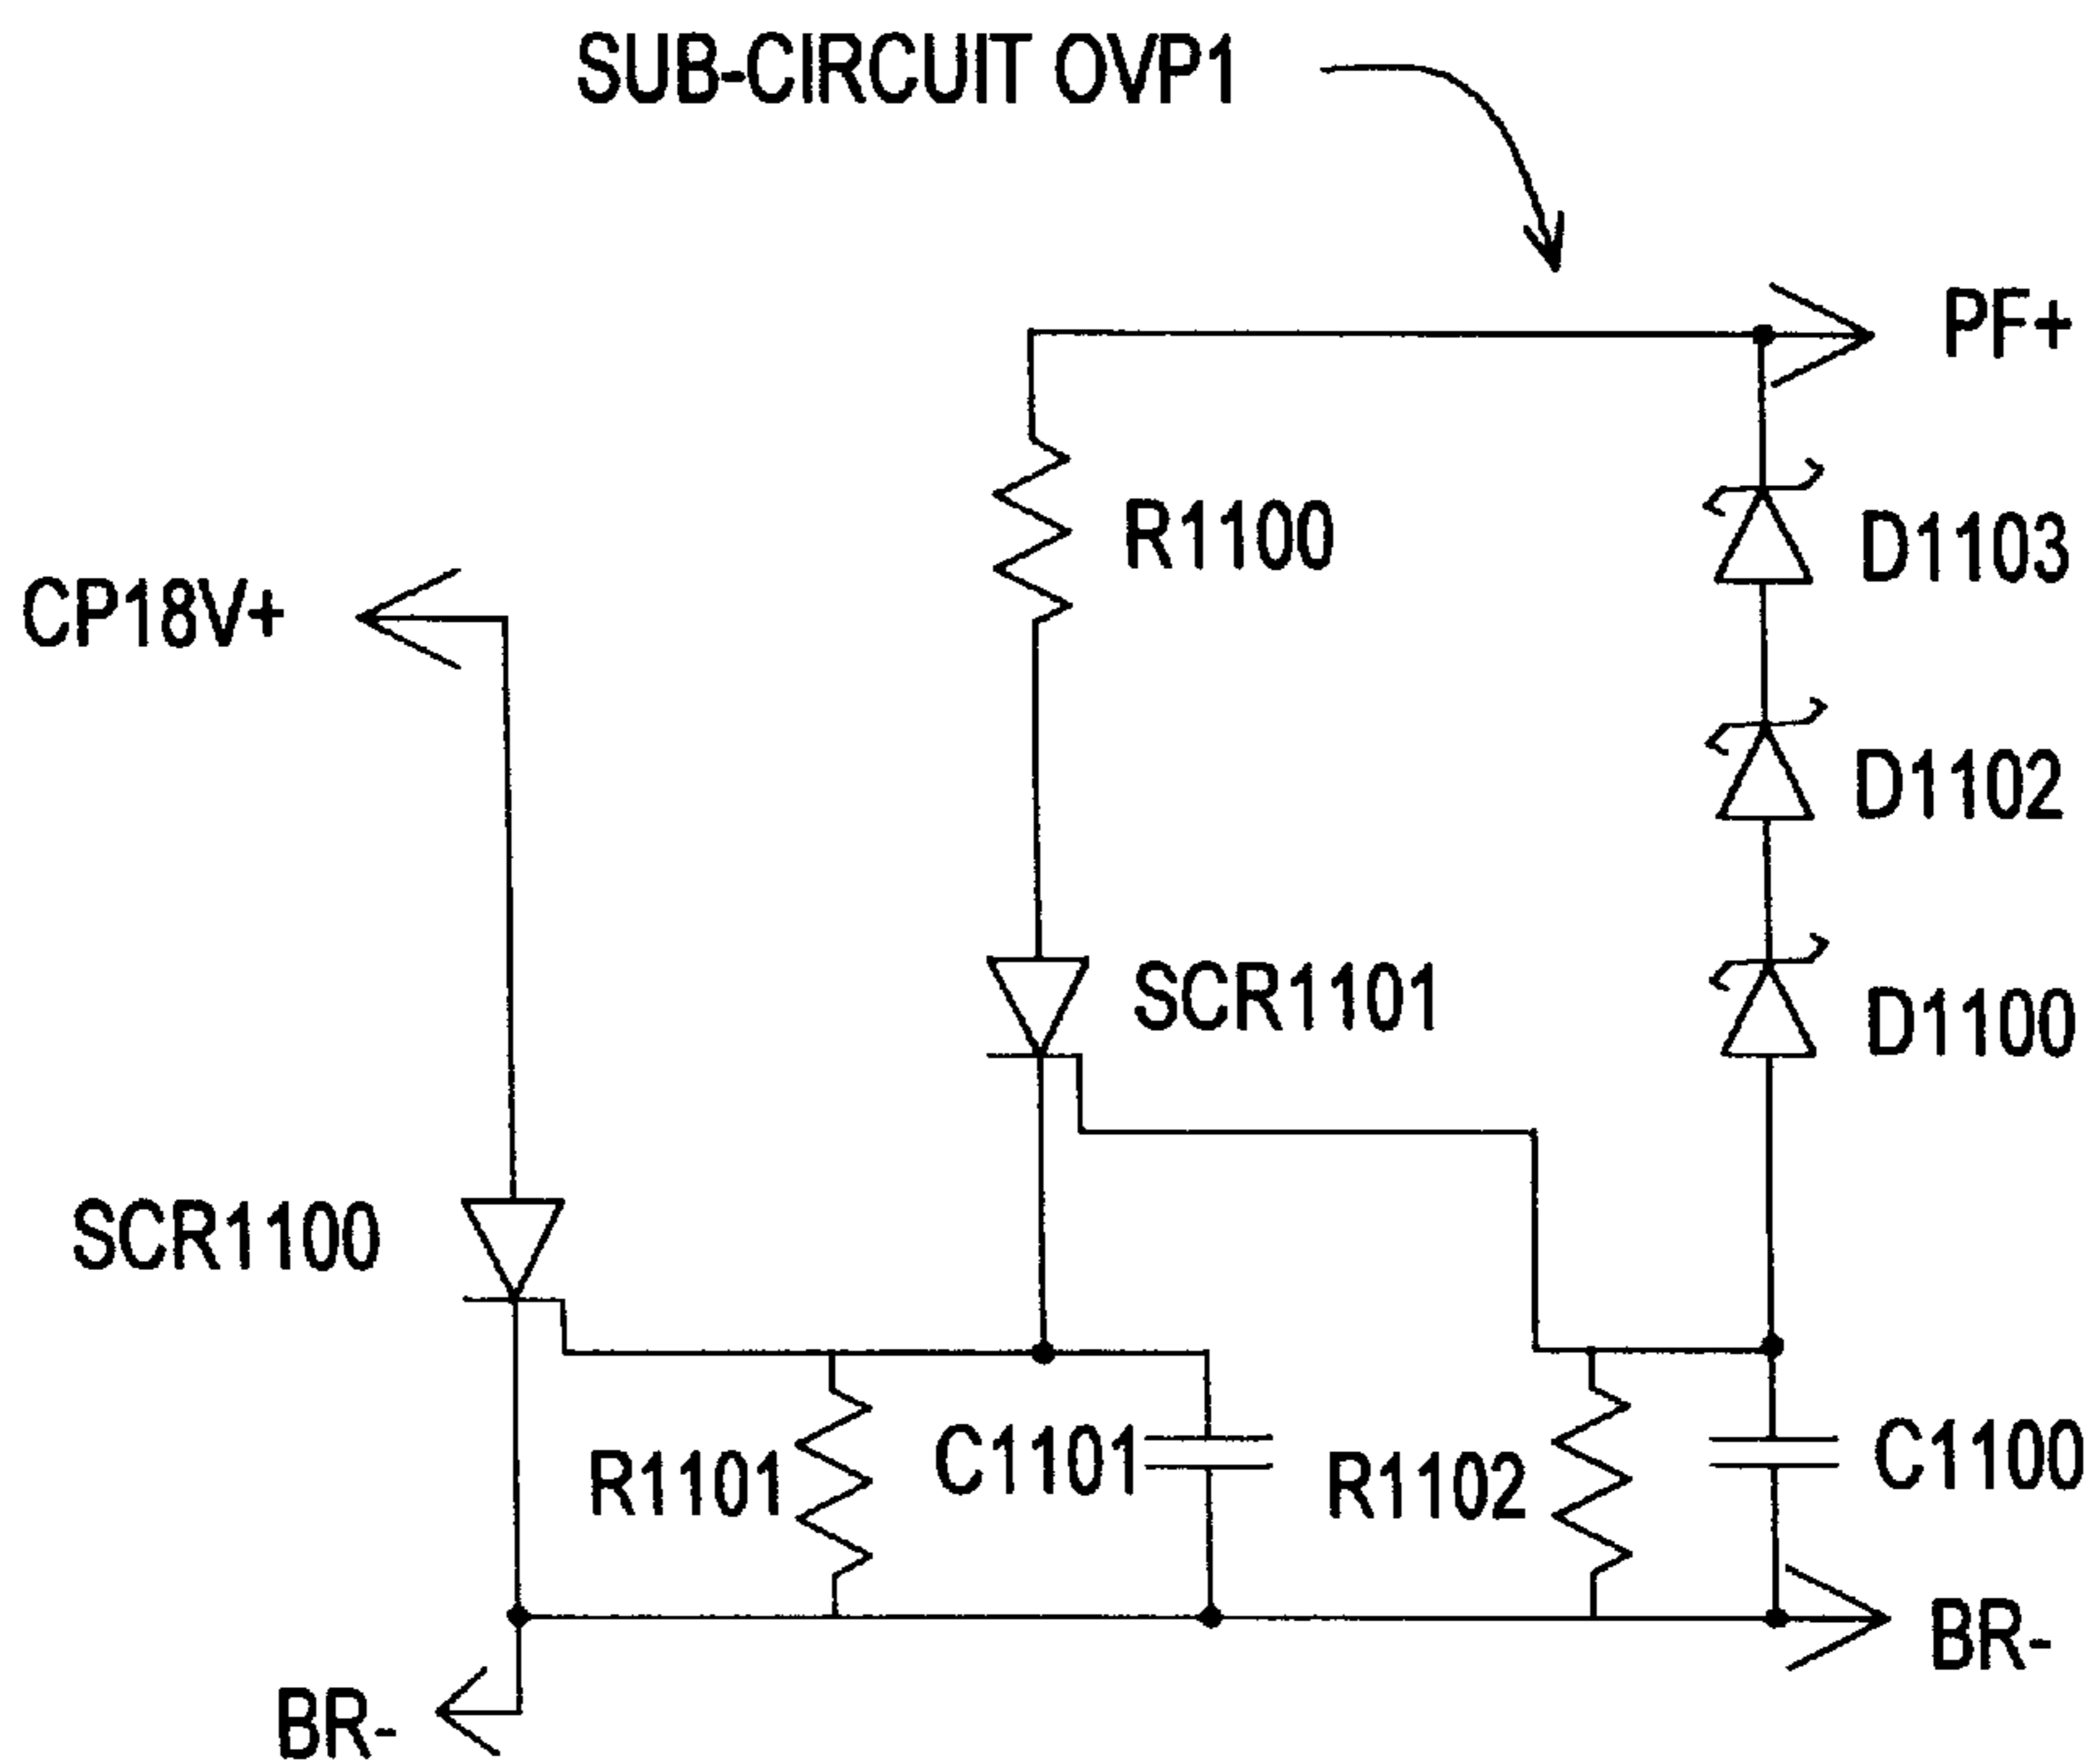 SUB-CIRCUIT OVP1
PF+
R1100
D1103
CP18V+
D1102
SCR1101
D1100
SCR1100
R1101
C1101
R1102
C1100
BR-
BR-